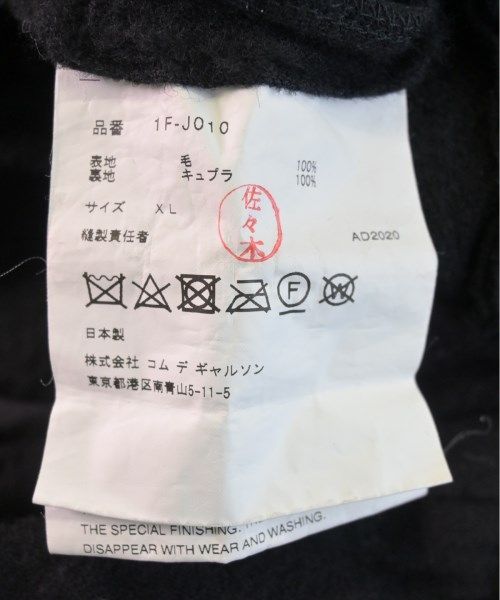 品番 1F-J010
表地 毛 100%
裏地 キュプラ 100%
サイズ XL
佐々木
縫製責任者 AD2020
F W
日本製
株式会社 コム デ ギャルソン
東京都港区南青山5-11-5
THE SPECIAL FINISHING.
DISAPPEAR WITH WEAR AND WASHING.